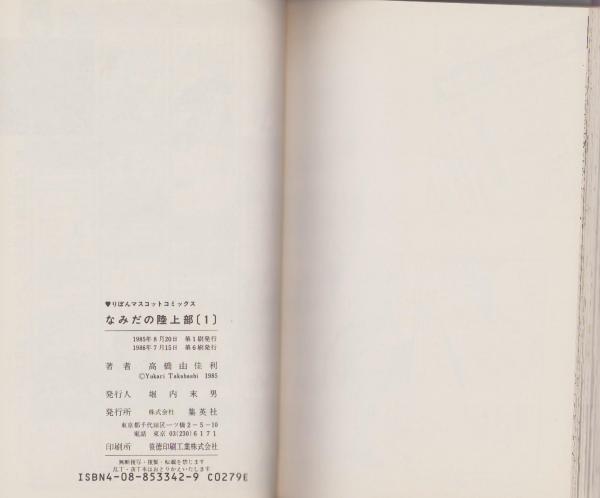 ♥りぼんマスコットコミックス
なみだの陸上部〔1〕
1985年8月20日 第1刷発行
1986年7月15日 第6刷発行
著者 高橋由佳利
©Yukari Takahashi 1985
発行人 堀内末男
発行所 株式会社 集英社
東京都千代田区一ツ橋2-5-10
電話 東京 03(230)6171
印刷所 笹徳印刷工業株式会社
無断複写・複製・転載を禁じます
乱丁・落丁本はおとりかえいたします
ISBN4-08-853342-9 C0279E